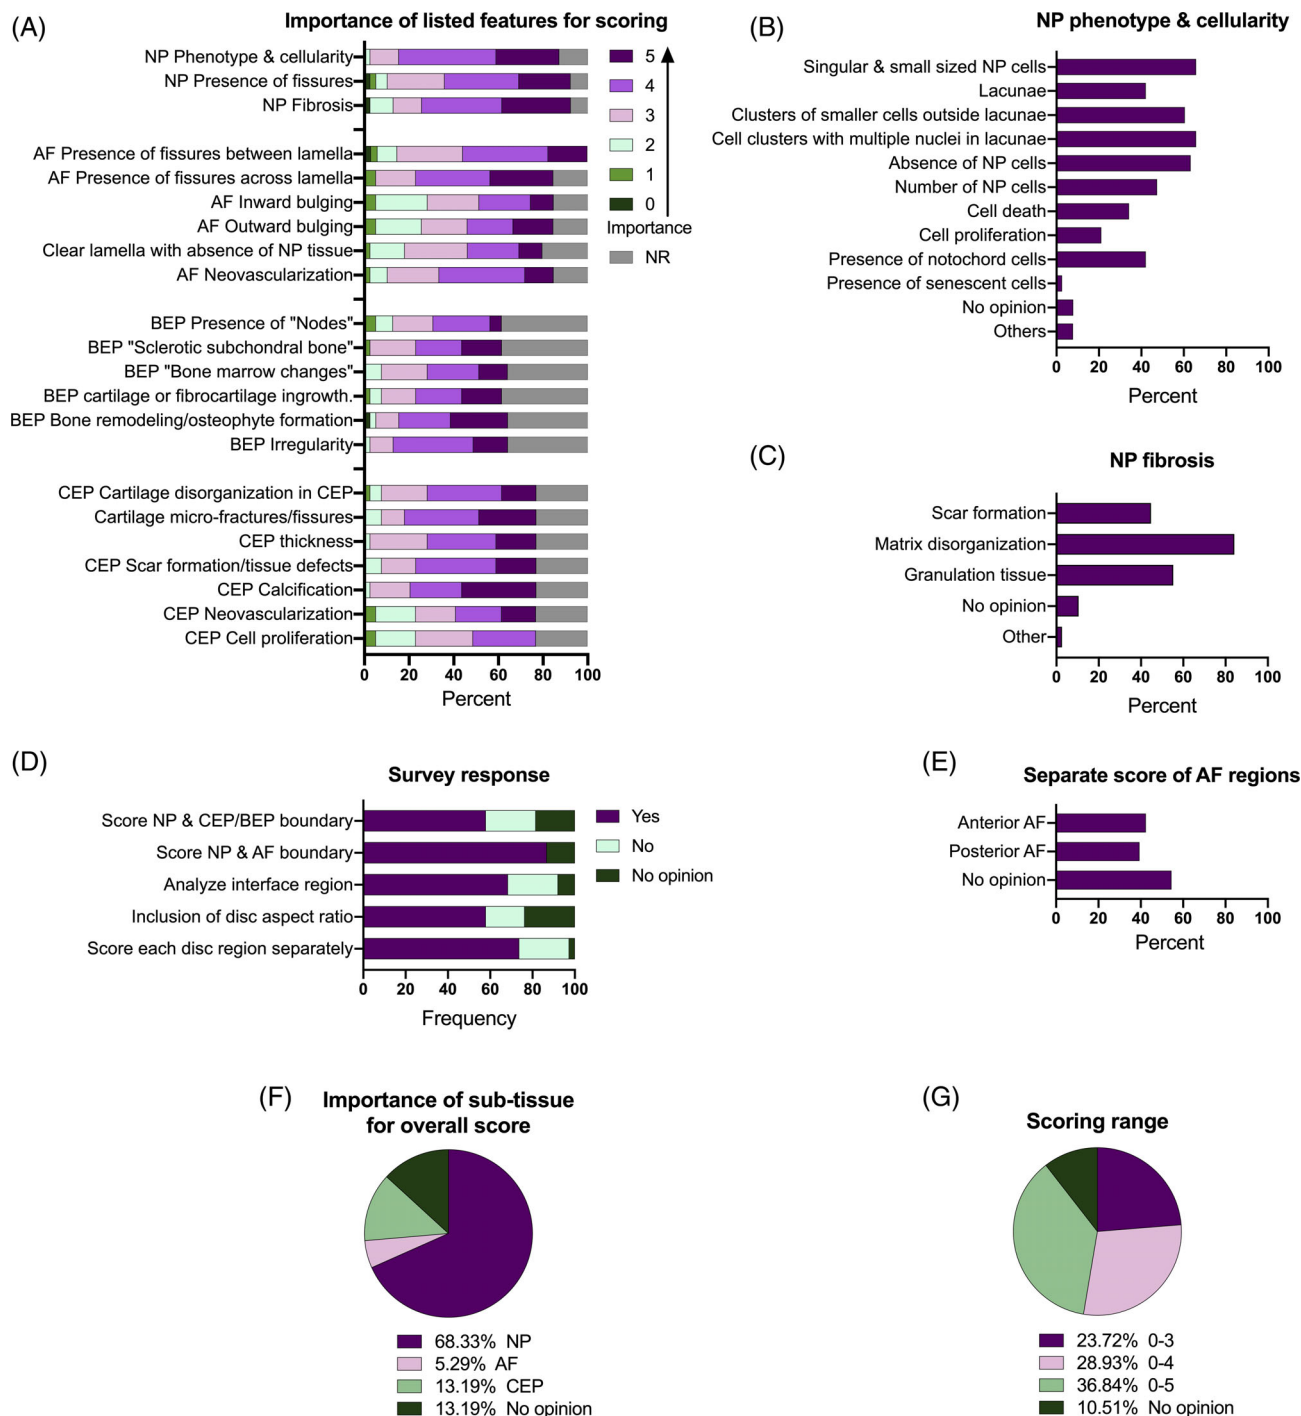 (A)
Importance of listed features for scoring
NP Phenotype & cellularity
NP Presence of fissures
NP Fibrosis
AF Presence of fissures between lamella
AF Presence of fissures across lamella
AF Inward bulging
AF Outward bulging
Clear lamella with absence of NP tissue
AF Neovascularization
BEP Presence of "Nodes"
BEP "Sclerotic subchondral bone"
BEP "Bone marrow changes"
BEP cartilage or fibrocartilage ingrowth.
BEP Bone remodeling/osteophyte formation
BEP Irregularity
CEP Cartilage disorganization in CEP
Cartilage micro-fractures/fissures
CEP thickness
CEP Scar formation/tissue defects
CEP Calcification
CEP Neovascularization
CEP Cell proliferation
0 20 40 60 80 100
Percent
5
4
3
2
1
0
Importance
NR
(B)
NP phenotype & cellularity
Singular & small sized NP cells
Lacunae
Clusters of smaller cells outside lacunae
Cell clusters with multiple nuclei in lacunae
Absence of NP cells
Number of NP cells
Cell death
Cell proliferation
Presence of notochord cells
Presence of senescent cells
No opinion
Others
0 20 40 60 80 100
Percent
(C)
NP fibrosis
Scar formation
Matrix disorganization
Granulation tissue
No opinion
Other
0 20 40 60 80 100
Percent
(D)
Survey response
Score NP & CEP/BEP boundary
Score NP & AF boundary
Analyze interface region
Inclusion of disc aspect ratio
Score each disc region separately
0 20 40 60 80 100
Frequency
Yes
No
No opinion
(E)
Separate score of AF regions
Anterior AF
Posterior AF
No opinion
0 20 40 60 80 100
Percent
(F)
Importance of sub-tissue
for overall score
68.33% NP
5.29% AF
13.19% CEP
13.19% No opinion
(G)
Scoring range
23.72% 0-3
28.93% 0-4
36.84% 0-5
10.51% No opinion